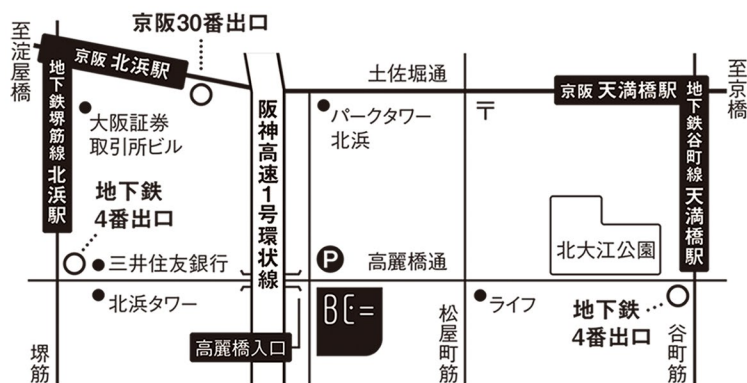 京阪30番出口
至淀屋橋
京阪 北浜駅
地下鉄堺筋線 北浜駅
大阪証券
取引所ビル
地下鉄
4番出口
三井住友銀行
北浜タワー
堺筋
阪神高速1号環状線
高麗橋入口
土佐堀通
パークタワー
北浜
〒
P
高麗橋通
BE=
松屋町筋
ライフ
北大江公園
京阪 天満橋駅
地下鉄谷町線 天満橋駅
至京橋
地下鉄
4番出口
谷町筋